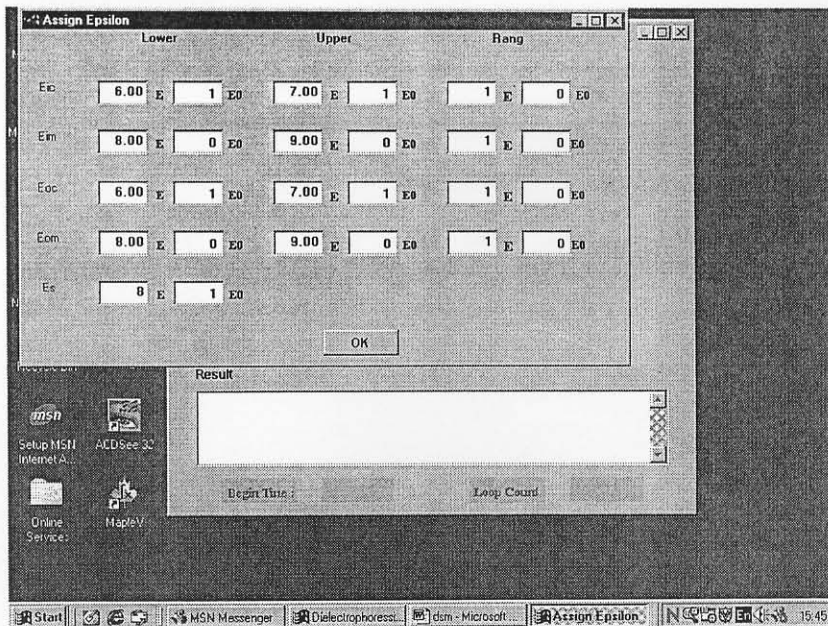 Assign Epsilon
Lower Upper Rang
Eic 6.00 E 1 E0 7.00 E 1 E0 1 E 0 E0
Eim 8.00 E 0 E0 9.00 E 0 E0 1 E 0 E0
Eoc 6.00 E 1 E0 7.00 E 1 E0 1 E 0 E0
Eom 8.00 E 0 E0 9.00 E 0 E0 1 E 0 E0
Es 8 E 1 E0
OK
Recycle Bin
Result
msn
Setup MSN Internet A...
ACDSee 32
Begin Time :
Loop Count
Online Services
MapleV
Start
MSN Messenger
Dielectrophoresst...
dsm - Microsoft ...
Assign Epsilon
En
15:45